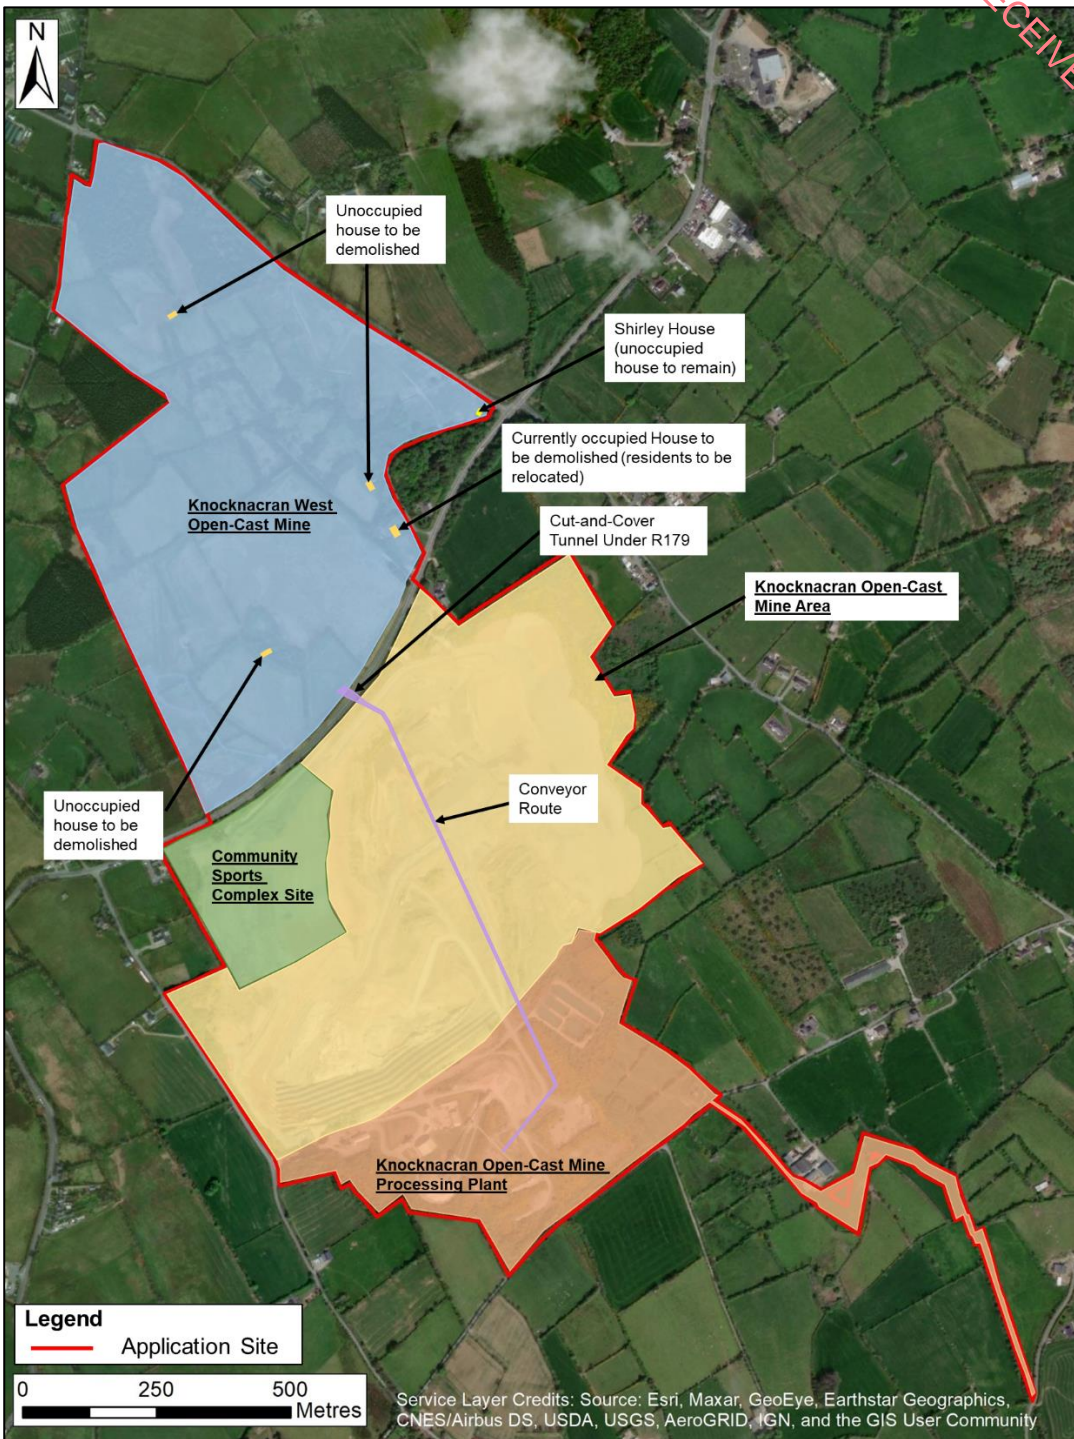 RECEIVE
N
Unoccupied
house to be
demolished
Shirley House
(unoccupied
house to remain)
Currently occupied House to
be demolished (residents to be
relocated)
Knocknacran West
Open-Cast Mine
Cut-and-Cover
Tunnel Under R179
Knocknacran Open-Cast
Mine Area
Conveyor
Route
Unoccupied
house to be
demolished
Community
Sports
Complex Site
Knocknacran Open-Cast Mine
Processing Plant
Legend
Application Site
0 250 500
Metres
Service Layer Credits: Source: Esri, Maxar, GeoEye, Earthstar Geographics,
CNES/Airbus DS, USDA, USGS, AeroGRID, IGN, and the GIS User Community